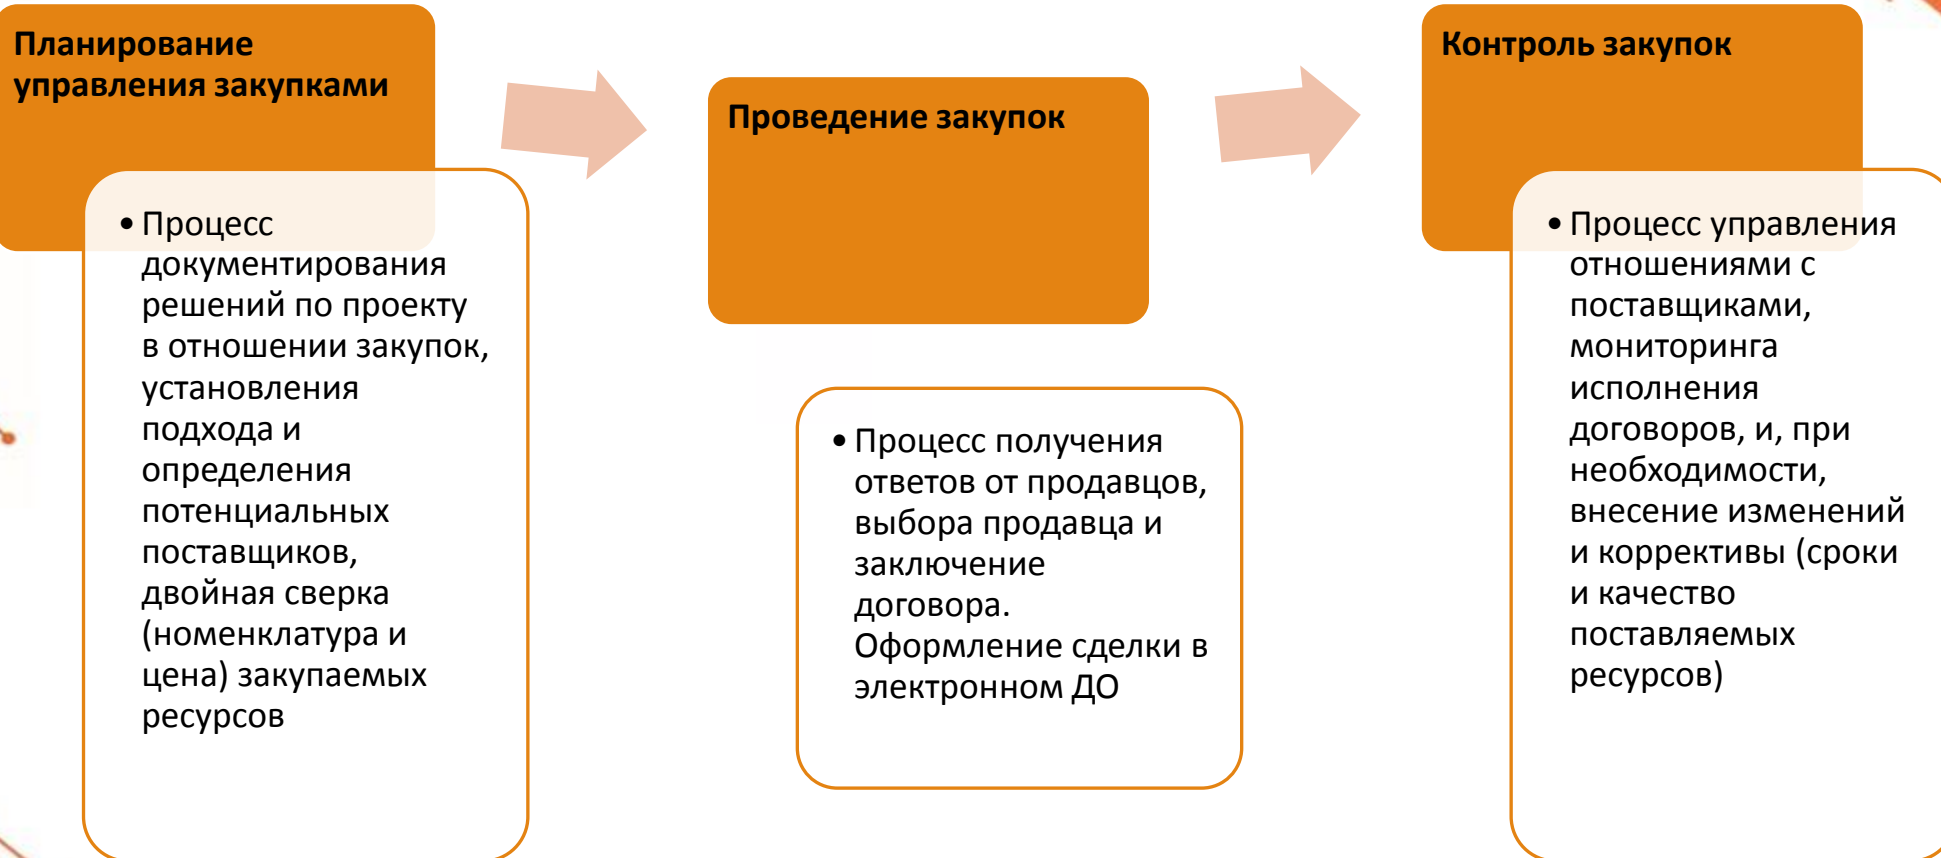 Планирование
управления закупками
• Процесс
документирования
решений по проекту
в отношении закупок,
установления
подхода и
определения
потенциальных
поставщиков,
двойная сверка
(номенклатура и
цена) закупаемых
ресурсов
Проведение закупок
• Процесс получения
ответов от продавцов,
выбора продавца и
заключение
договора.
Оформление сделки в
электронном ДО
Контроль закупок
• Процесс управления
отношениями с
поставщиками,
мониторинга
исполнения
договоров, и, при
необходимости,
внесение изменений
и коррективы (сроки
и качество
поставляемых
ресурсов)